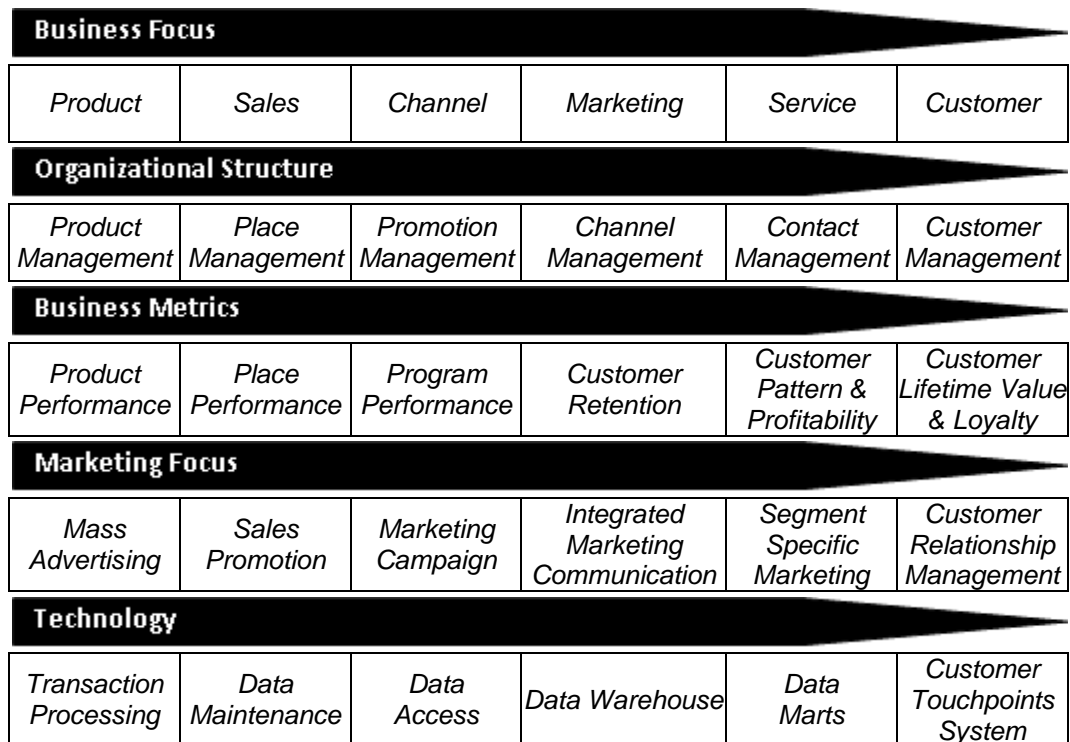 Business Focus
Product Sales Channel Marketing Service Customer
Organizational Structure
Product Place Promotion Channel Contact Customer
Management Management Management Management Management Management
Business Metrics
Product Place Program Customer Customer Customer
Performance Performance Performance Retention Pattern & Lifetime Value
Profitability & Loyalty
Marketing Focus
Mass Sales Marketing Integrated Segment Customer
Advertising Promotion Campaign Marketing Specific Relationship
Communication Marketing Management
Technology
Transaction Data Data Data Warehouse Data Customer
Processing Maintenance Access Marts Touchpoints
System